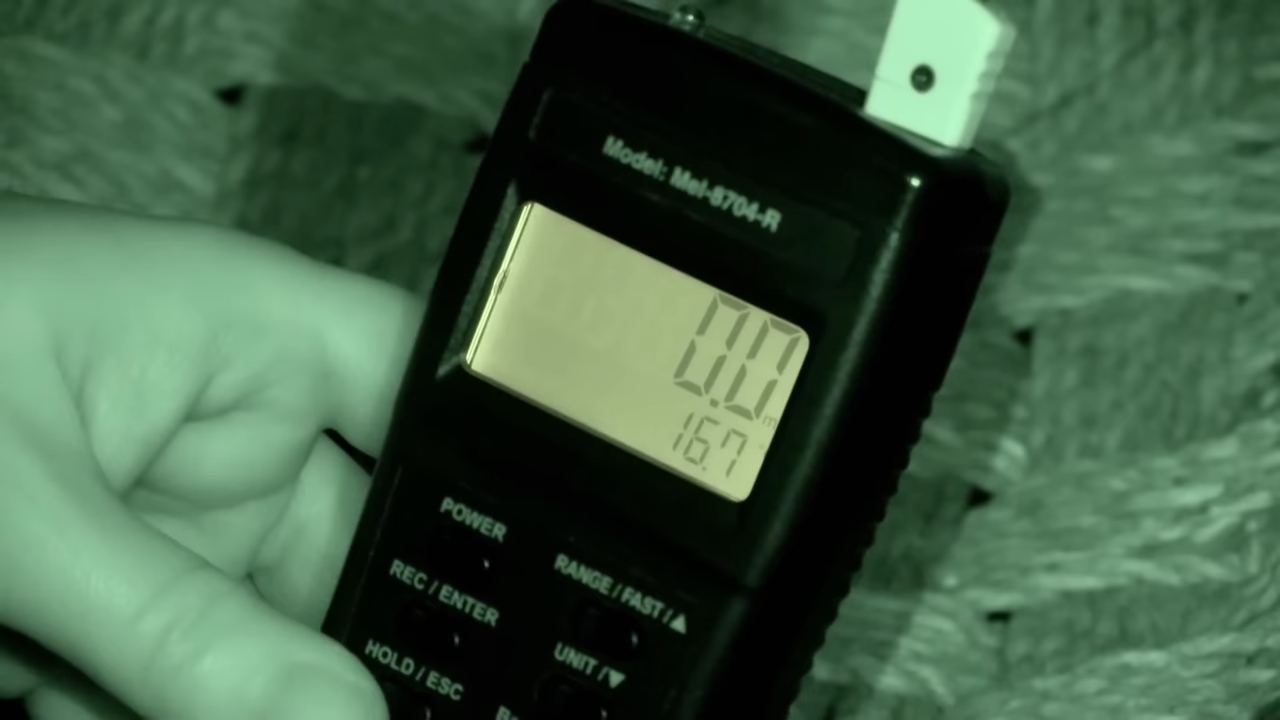 Model: Mel-8704-R
0.0
16.7
POWER
REC / ENTER
RANGE / FAST / ▲
HOLD / ESC
UNIT / ▼